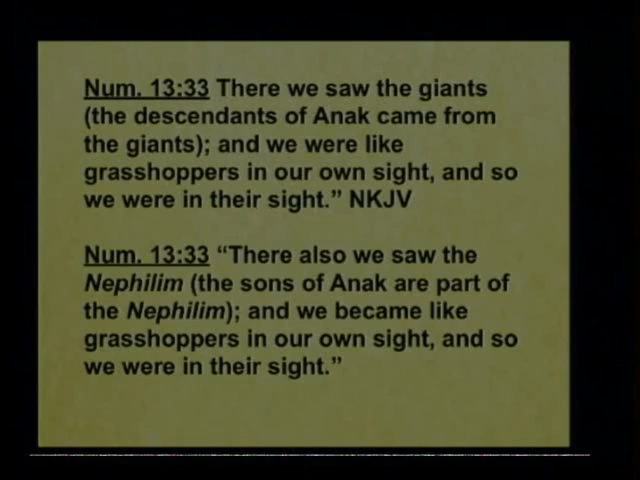 Num. 13:33 There we saw the giants
(the descendants of Anak came from
the giants); and we were like
grasshoppers in our own sight, and so
we were in their sight.” NKJV
Num. 13:33 “There also we saw the
Nephilim (the sons of Anak are part of
the Nephilim); and we became like
grasshoppers in our own sight, and so
we were in their sight.”